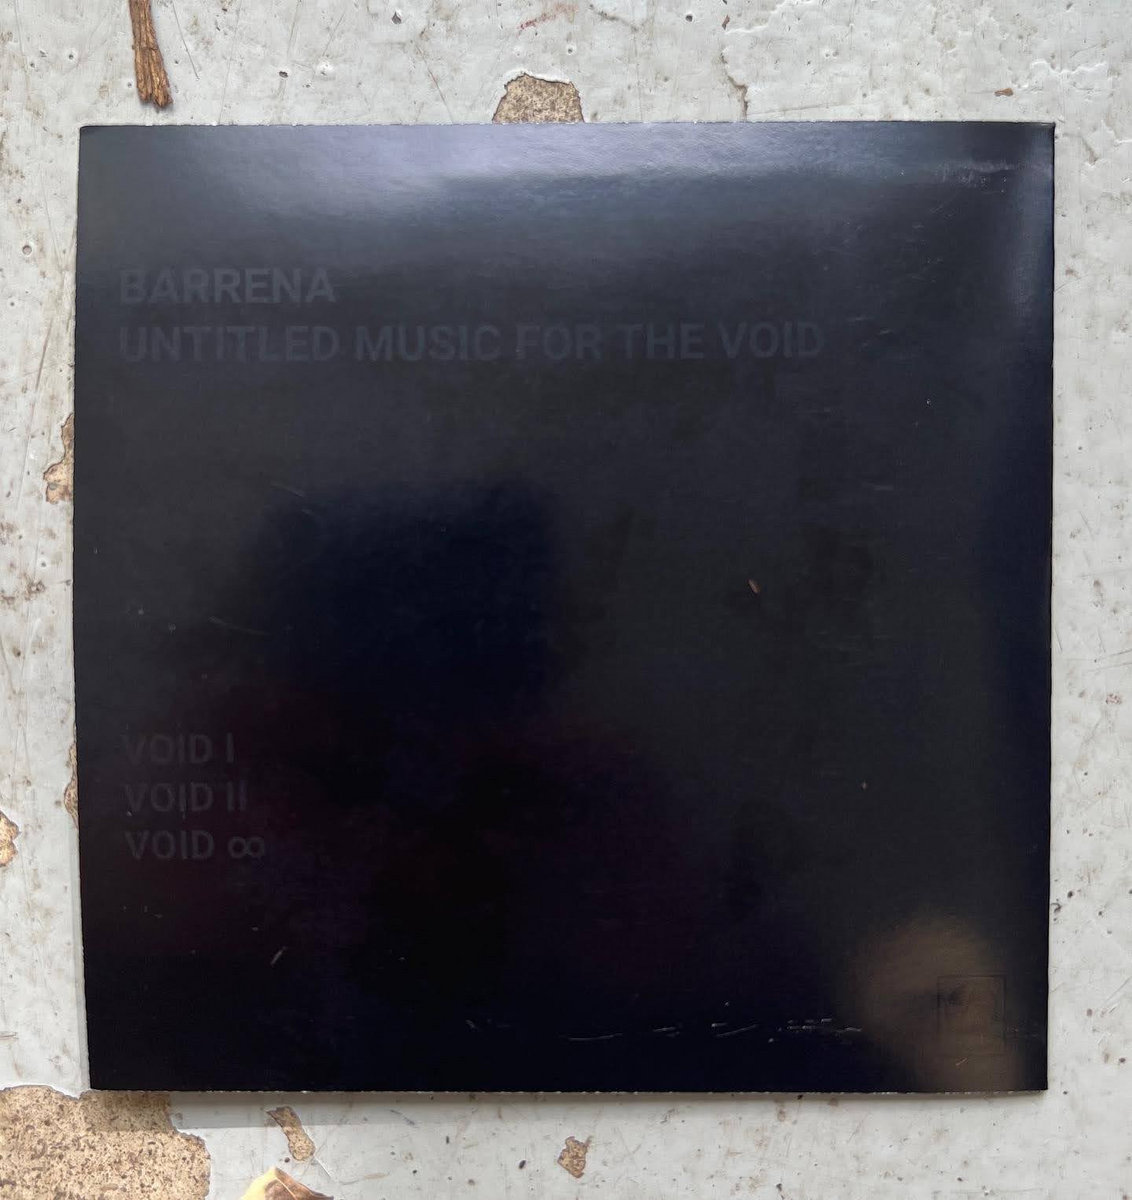 BARRENA
UNTITLED MUSIC FOR THE VOID
VOID I
VOID II
VOID ∞